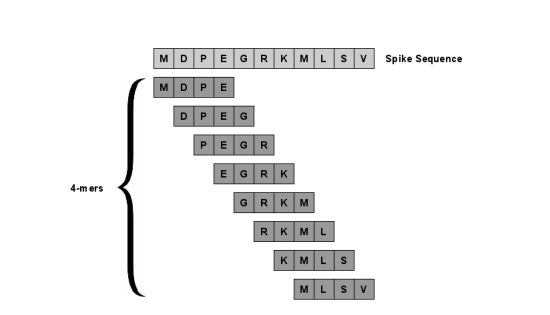 M D P E G R K M L S V Spike Sequence
M D P E
D P E G
P E G R
E G R K
4-mers
G R K M
R K M L
K M L S
M L S V